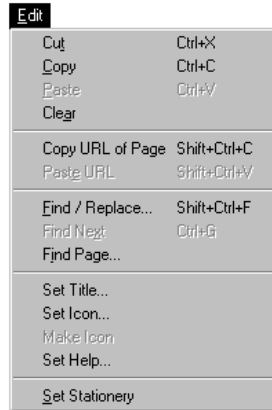 Edit
Cut Ctrl+X
Copy Ctrl+C
Paste Ctrl+V
Clear
Copy URL of Page Shift+Ctrl+C
Paste URL Shift+Ctrl+V
Find / Replace... Shift+Ctrl+F
Find Next Ctrl+G
Find Page...
Set Title...
Set Icon...
Make Icon
Set Help...
Set Stationery